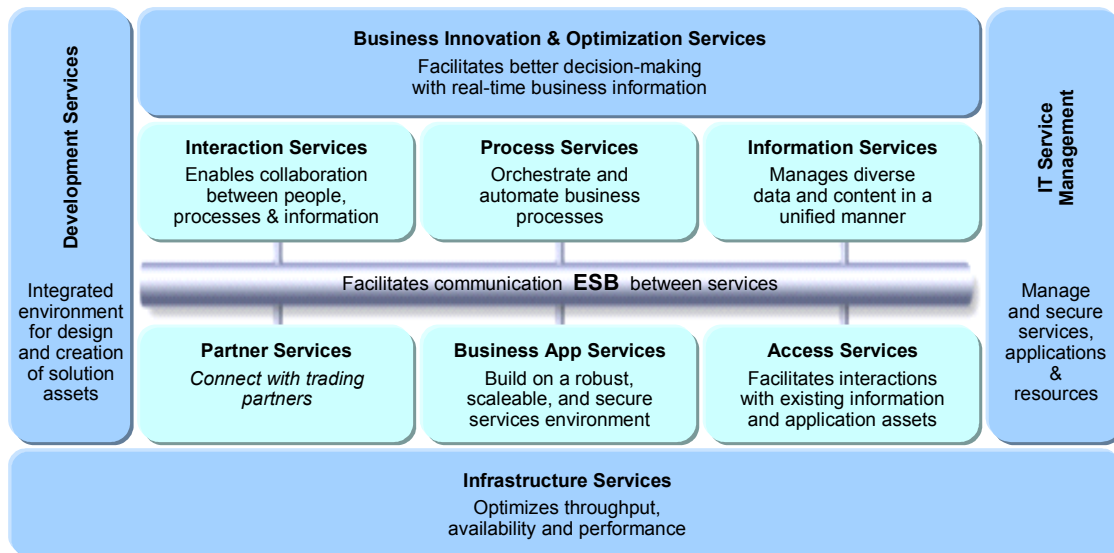 Development Services
Integrated
environment
for design
and creation
of solution
assets
Business Innovation & Optimization Services
Facilitates better decision-making
with real-time business information
Interaction Services
Enables collaboration
between people,
processes & information
Process Services
Orchestrate and
automate business
processes
Information Services
Manages diverse
data and content in a
unified manner
Facilitates communication ESB between services
Partner Services
Connect with trading
partners
Business App Services
Build on a robust,
scaleable, and secure
services environment
Access Services
Facilitates interactions
with existing information
and application assets
IT Service
Management
Manage
and secure
services,
applications
&
resources
Infrastructure Services
Optimizes throughput,
availability and performance